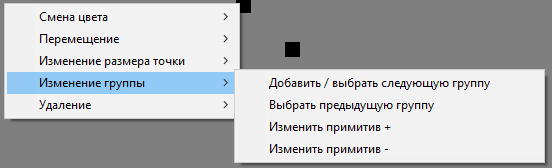 Смена цвета
Перемещение
Изменение размера точки
Изменение группы
Удаление
Добавить / выбрать следующую группу
Выбрать предыдущую группу
Изменить примитив +
Изменить примитив -